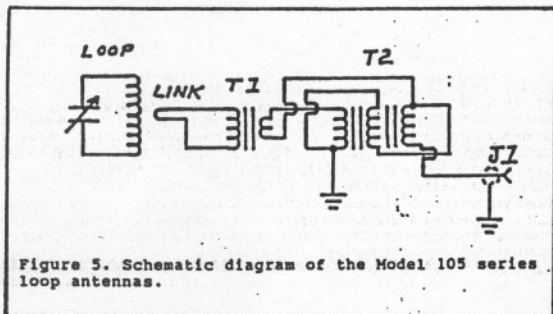 LOOP
LINK
T1
T2
J1
Figure 5. Schematic diagram of the Model 105 series
loop antennas.